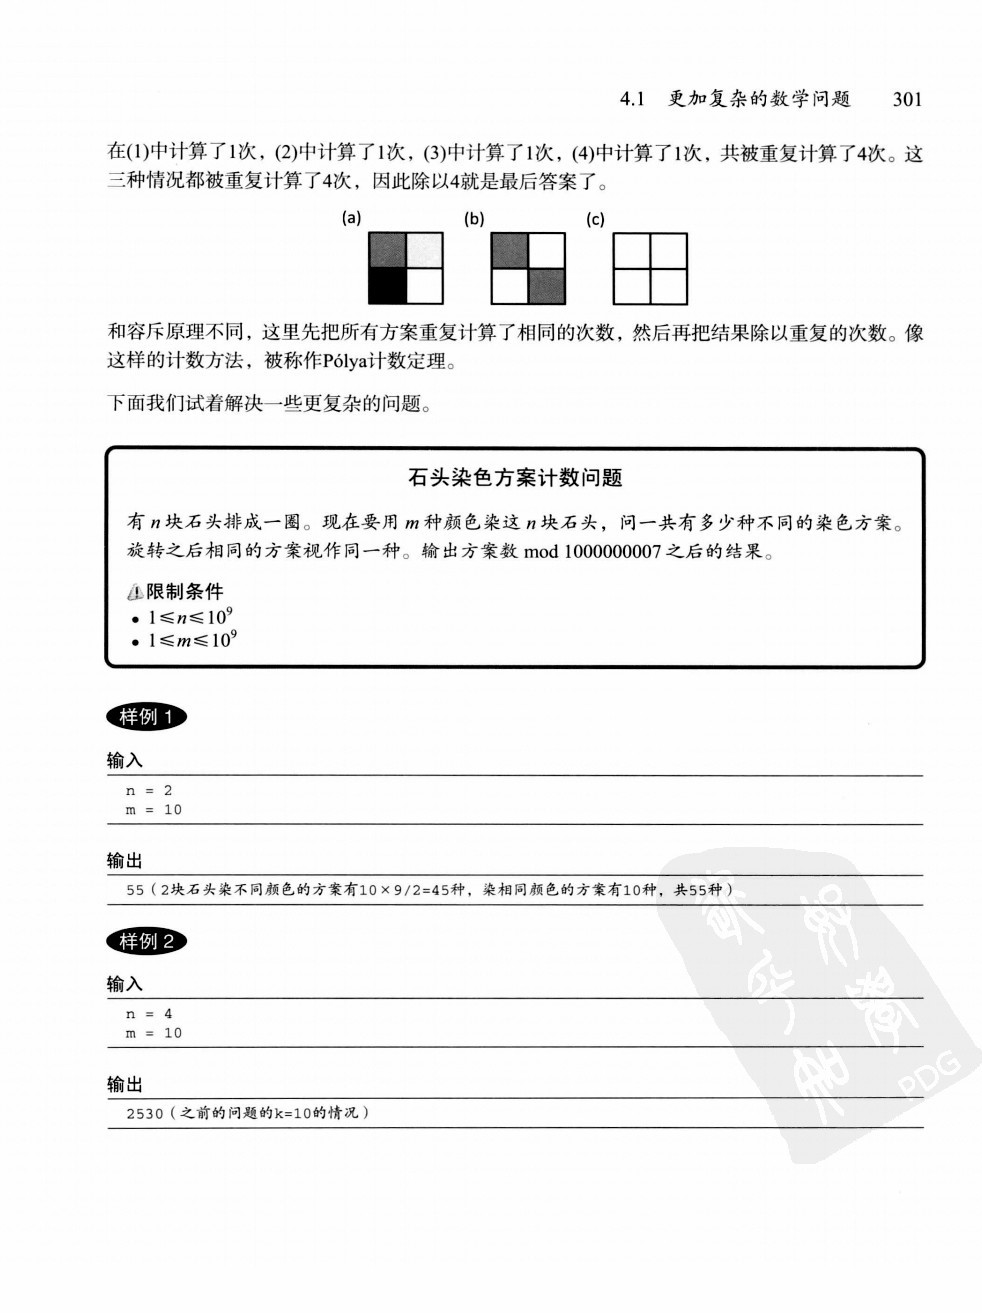 4.1 更加复杂的数学问题 301
在(1)中计算了1次，(2)中计算了1次，(3)中计算了1次，(4)中计算了1次，共被重复计算了4次。这
三种情况都被重复计算了4次，因此除以4就是最后答案了。
(a) (b) (c)
和容斥原理不同，这里先把所有方案重复计算了相同的次数，然后再把结果除以重复的次数。像
这样的计数方法，被称作Pólya计数定理。
下面我们试着解决一些更复杂的问题。
石头染色方案计数问题
有 n 块石头排成一圈。现在要用 m 种颜色染这 n 块石头，问一共有多少种不同的染色方案。
旋转之后相同的方案视作同一种。输出方案数 mod 1000000007 之后的结果。
限制条件
• 1≤n≤10⁹
• 1≤m≤10⁹
样例 1
输入
n = 2
m = 10
输出
55（2块石头染不同颜色的方案有10×9/2=45种，染相同颜色的方案有10种，共55种）
样例 2
输入
n = 4
m = 10
输出
2530（之前的问题的k=10的情况）
PDG